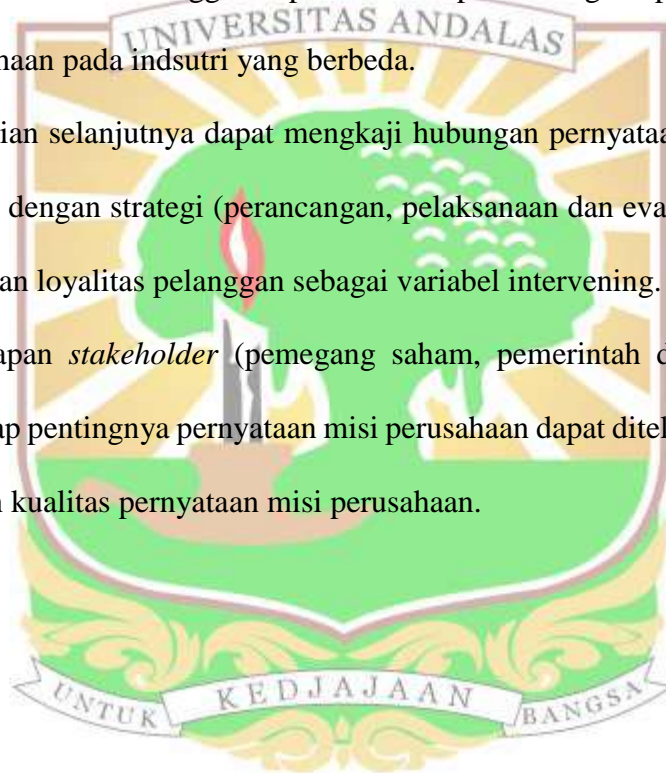 UNIVERSITAS ANDALAS
naan pada indsutri yang berbeda.
ian selanjutnya dapat mengkaji hubungan pernyataa
dengan strategi (perancangan, pelaksanaan dan eva
an loyalitas pelanggan sebagai variabel intervening.
apan stakeholder (pemegang saham, pemerintah d
ap pentingnya pernyataan misi perusahaan dapat ditel
n kualitas pernyataan misi perusahaan.
UNTUK KEDJAJAAN BANGSA